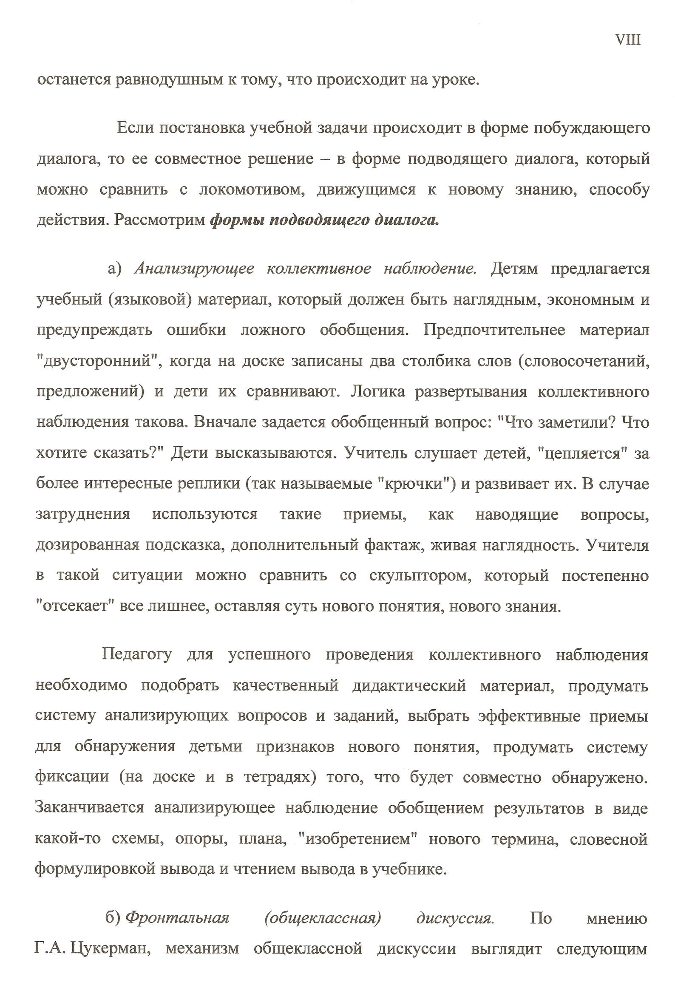 VIII
останется равнодушным к тому, что происходит на уроке.
Если постановка учебной задачи происходит в форме побуждающего
диалога, то ее совместное решение – в форме подводящего диалога, который
можно сравнить с локомотивом, движущимся к новому знанию, способу
действия. Рассмотрим формы подводящего диалога.
а) Анализирующее коллективное наблюдение. Детям предлагается
учебный (языковой) материал, который должен быть наглядным, экономным и
предупреждать ошибки ложного обобщения. Предпочтительнее материал
"двусторонний", когда на доске записаны два столбика слов (словосочетаний,
предложений) и дети их сравнивают. Логика развертывания коллективного
наблюдения такова. Вначале задается обобщенный вопрос: "Что заметили? Что
хотите сказать?" Дети высказываются. Учитель слушает детей, "цепляется" за
более интересные реплики (так называемые "крючки") и развивает их. В случае
затруднения используются такие приемы, как наводящие вопросы,
дозированная подсказка, дополнительный фактаж, живая наглядность. Учителя
в такой ситуации можно сравнить со скульптором, который постепенно
"отсекает" все лишнее, оставляя суть нового понятия, нового знания.
Педагогу для успешного проведения коллективного наблюдения
необходимо подобрать качественный дидактический материал, продумать
систему анализирующих вопросов и заданий, выбрать эффективные приемы
для обнаружения детьми признаков нового понятия, продумать систему
фиксации (на доске и в тетрадях) того, что будет совместно обнаружено.
Заканчивается анализирующее наблюдение обобщением результатов в виде
какой-то схемы, опоры, плана, "изобретением" нового термина, словесной
формулировкой вывода и чтением вывода в учебнике.
б) Фронтальная (общеклассная) дискуссия. По мнению
Г.А. Цукерман, механизм общеклассной дискуссии выглядит следующим